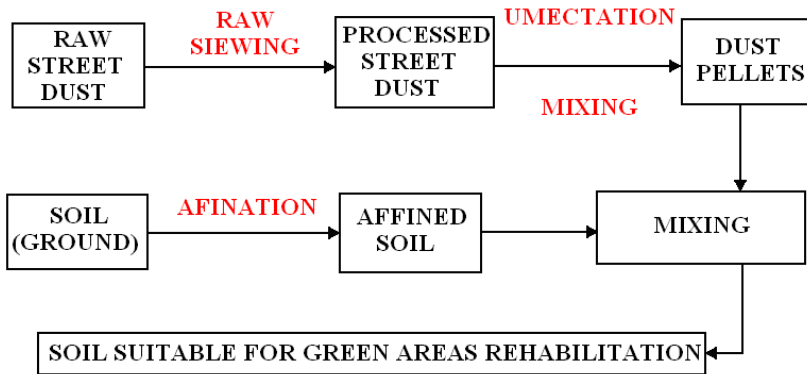 RAW
STREET
DUST
RAW
SIEWING
PROCESSED
STREET
DUST
UMECTATION
MIXING
DUST
PELLETS
SOIL
(GROUND)
AFINATION
AFFINED
SOIL
MIXING
SOIL SUITABLE FOR GREEN AREAS REHABILITATION